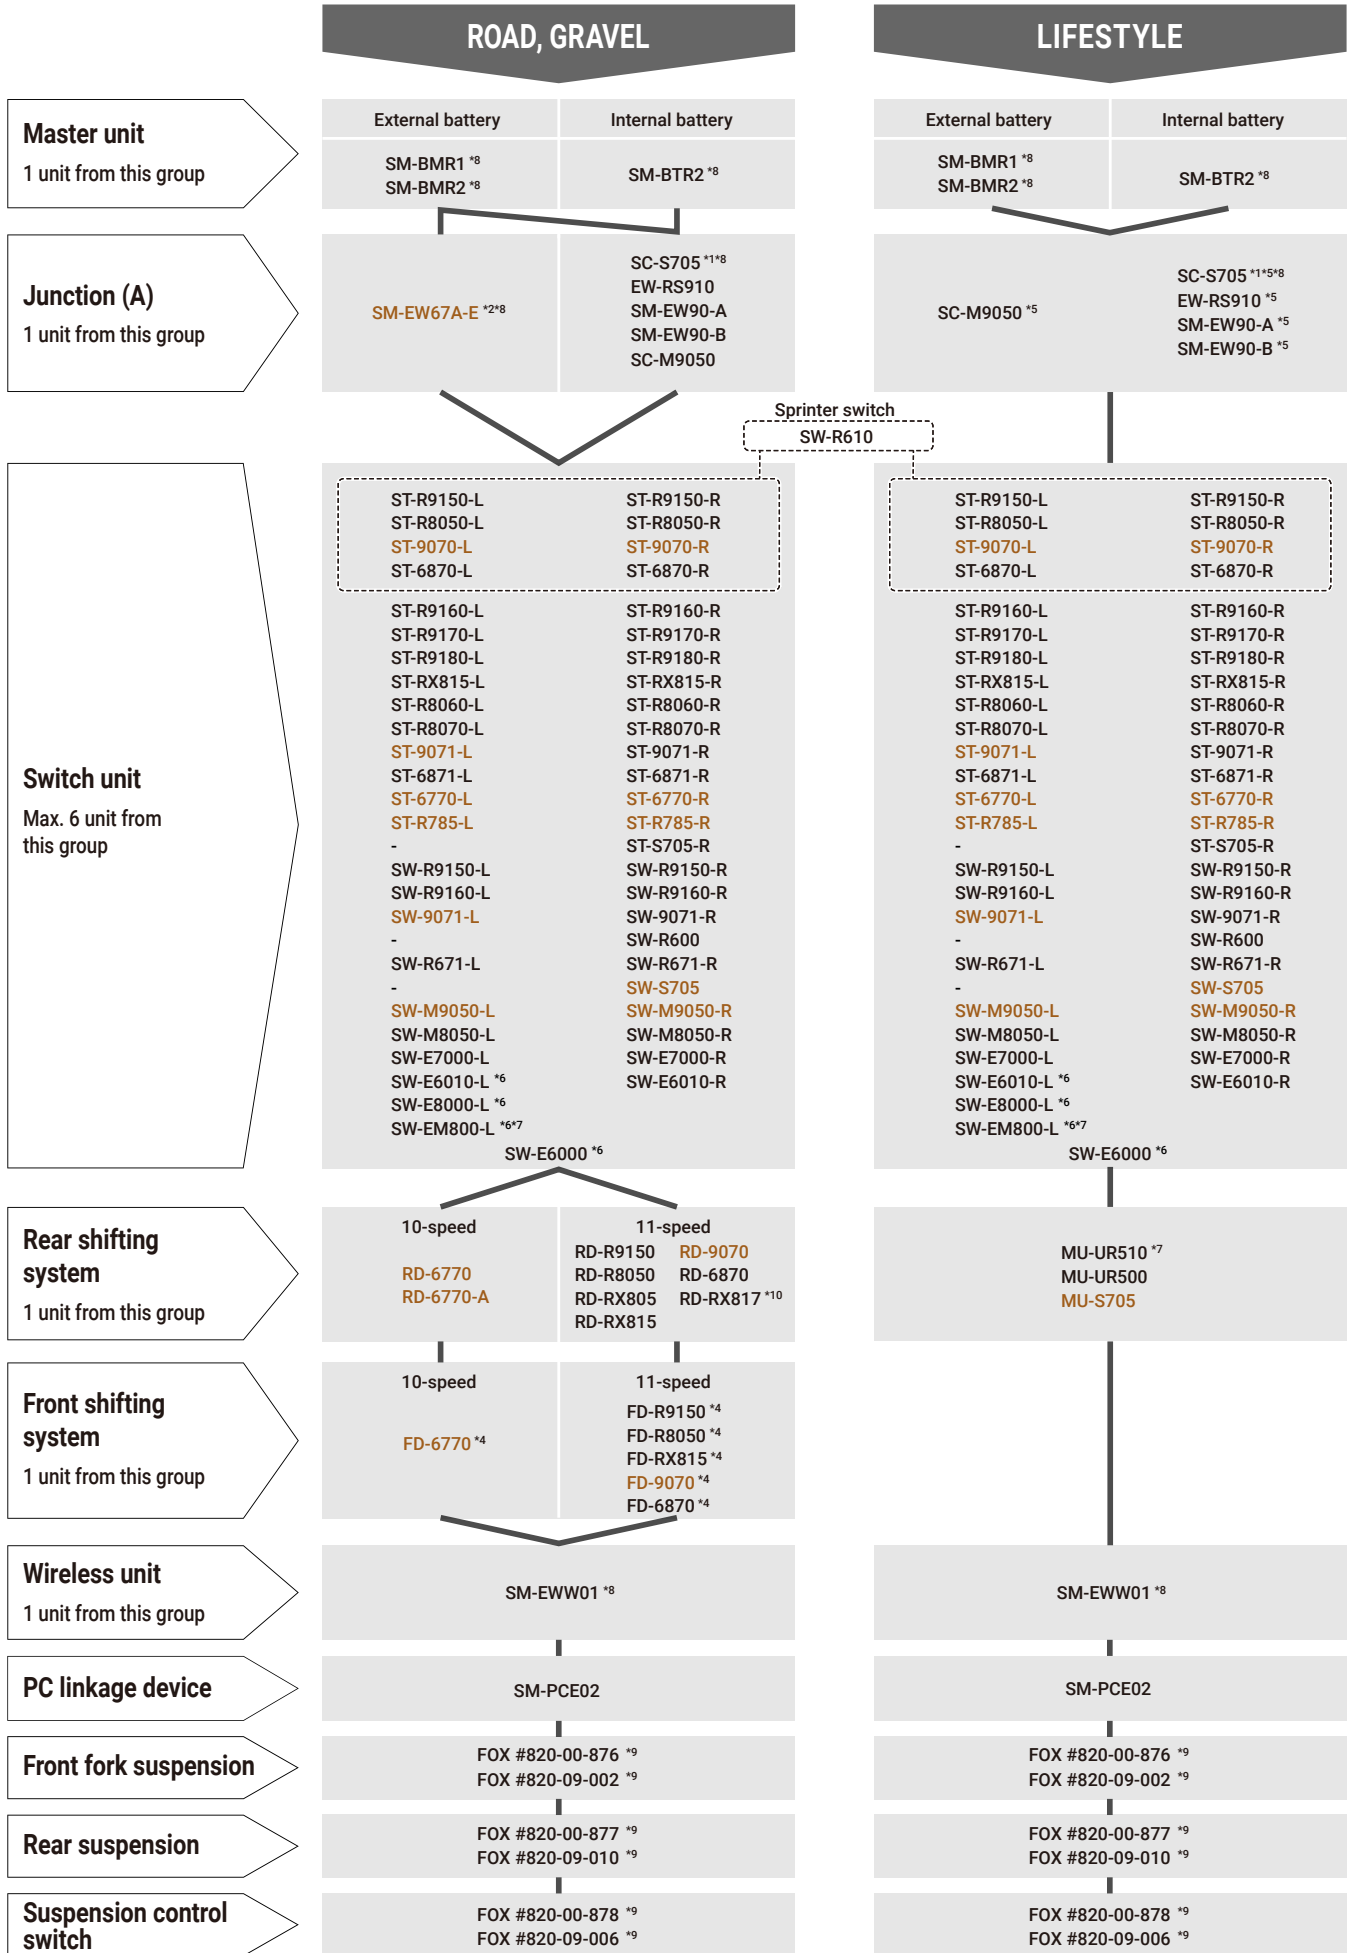 ROAD, GRAVEL
LIFESTYLE
Master unit
1 unit from this group
External battery
Internal battery
SM-BMR1 *8
SM-BMR2 *8
SM-BTR2 *8
External battery
Internal battery
SM-BMR1 *8
SM-BMR2 *8
SM-BTR2 *8
Junction (A)
1 unit from this group
SM-EW67A-E *2*8
SC-S705 *1*8
EW-RS910
SM-EW90-A
SM-EW90-B
SC-M9050
SC-M9050 *5
SC-S705 *1*5*8
EW-RS910 *5
SM-EW90-A *5
SM-EW90-B *5
Sprinter switch
SW-R610
Switch unit
Max. 6 unit from
this group
ST-R9150-L ST-R9150-R
ST-R8050-L ST-R8050-R
ST-9070-L ST-9070-R
ST-6870-L ST-6870-R
ST-R9160-L ST-R9160-R
ST-R9170-L ST-R9170-R
ST-R9180-L ST-R9180-R
ST-RX815-L ST-RX815-R
ST-R8060-L ST-R8060-R
ST-R8070-L ST-R8070-R
ST-9071-L ST-9071-R
ST-6871-L ST-6871-R
ST-6770-L ST-6770-R
ST-R785-L ST-R785-R
- ST-S705-R
SW-R9150-L SW-R9150-R
SW-R9160-L SW-R9160-R
SW-9071-L SW-9071-R
- SW-R600
SW-R671-L SW-R671-R
- SW-S705
SW-M9050-L SW-M9050-R
SW-M8050-L SW-M8050-R
SW-E7000-L SW-E7000-R
SW-E6010-L *6 SW-E6010-R
SW-E8000-L *6
SW-EM800-L *6*7
SW-E6000 *6
ST-R9150-L ST-R9150-R
ST-R8050-L ST-R8050-R
ST-9070-L ST-9070-R
ST-6870-L ST-6870-R
ST-R9160-L ST-R9160-R
ST-R9170-L ST-R9170-R
ST-R9180-L ST-R9180-R
ST-RX815-L ST-RX815-R
ST-R8060-L ST-R8060-R
ST-R8070-L ST-R8070-R
ST-9071-L ST-9071-R
ST-6871-L ST-6871-R
ST-6770-L ST-6770-R
ST-R785-L ST-R785-R
- ST-S705-R
SW-R9150-L SW-R9150-R
SW-R9160-L SW-R9160-R
SW-9071-L SW-9071-R
- SW-R600
SW-R671-L SW-R671-R
- SW-S705
SW-M9050-L SW-M9050-R
SW-M8050-L SW-M8050-R
SW-E7000-L SW-E7000-R
SW-E6010-L *6 SW-E6010-R
SW-E8000-L *6
SW-EM800-L *6*7
SW-E6000 *6
Rear shifting
system
1 unit from this group
10-speed
RD-6770
RD-6770-A
11-speed
RD-R9150 RD-9070
RD-R8050 RD-6870
RD-RX805 RD-RX817 *10
RD-RX815
MU-UR510 *7
MU-UR500
MU-S705
Front shifting
system
1 unit from this group
10-speed
FD-6770 *4
11-speed
FD-R9150 *4
FD-R8050 *4
FD-RX815 *4
FD-9070 *4
FD-6870 *4
Wireless unit
1 unit from this group
SM-EWW01 *8
SM-EWW01 *8
PC linkage device
SM-PCE02
SM-PCE02
Front fork suspension
FOX #820-00-876 *9
FOX #820-09-002 *9
FOX #820-00-876 *9
FOX #820-09-002 *9
Rear suspension
FOX #820-00-877 *9
FOX #820-09-010 *9
FOX #820-00-877 *9
FOX #820-09-010 *9
Suspension control
switch
FOX #820-00-878 *9
FOX #820-09-006 *9
FOX #820-00-878 *9
FOX #820-09-006 *9